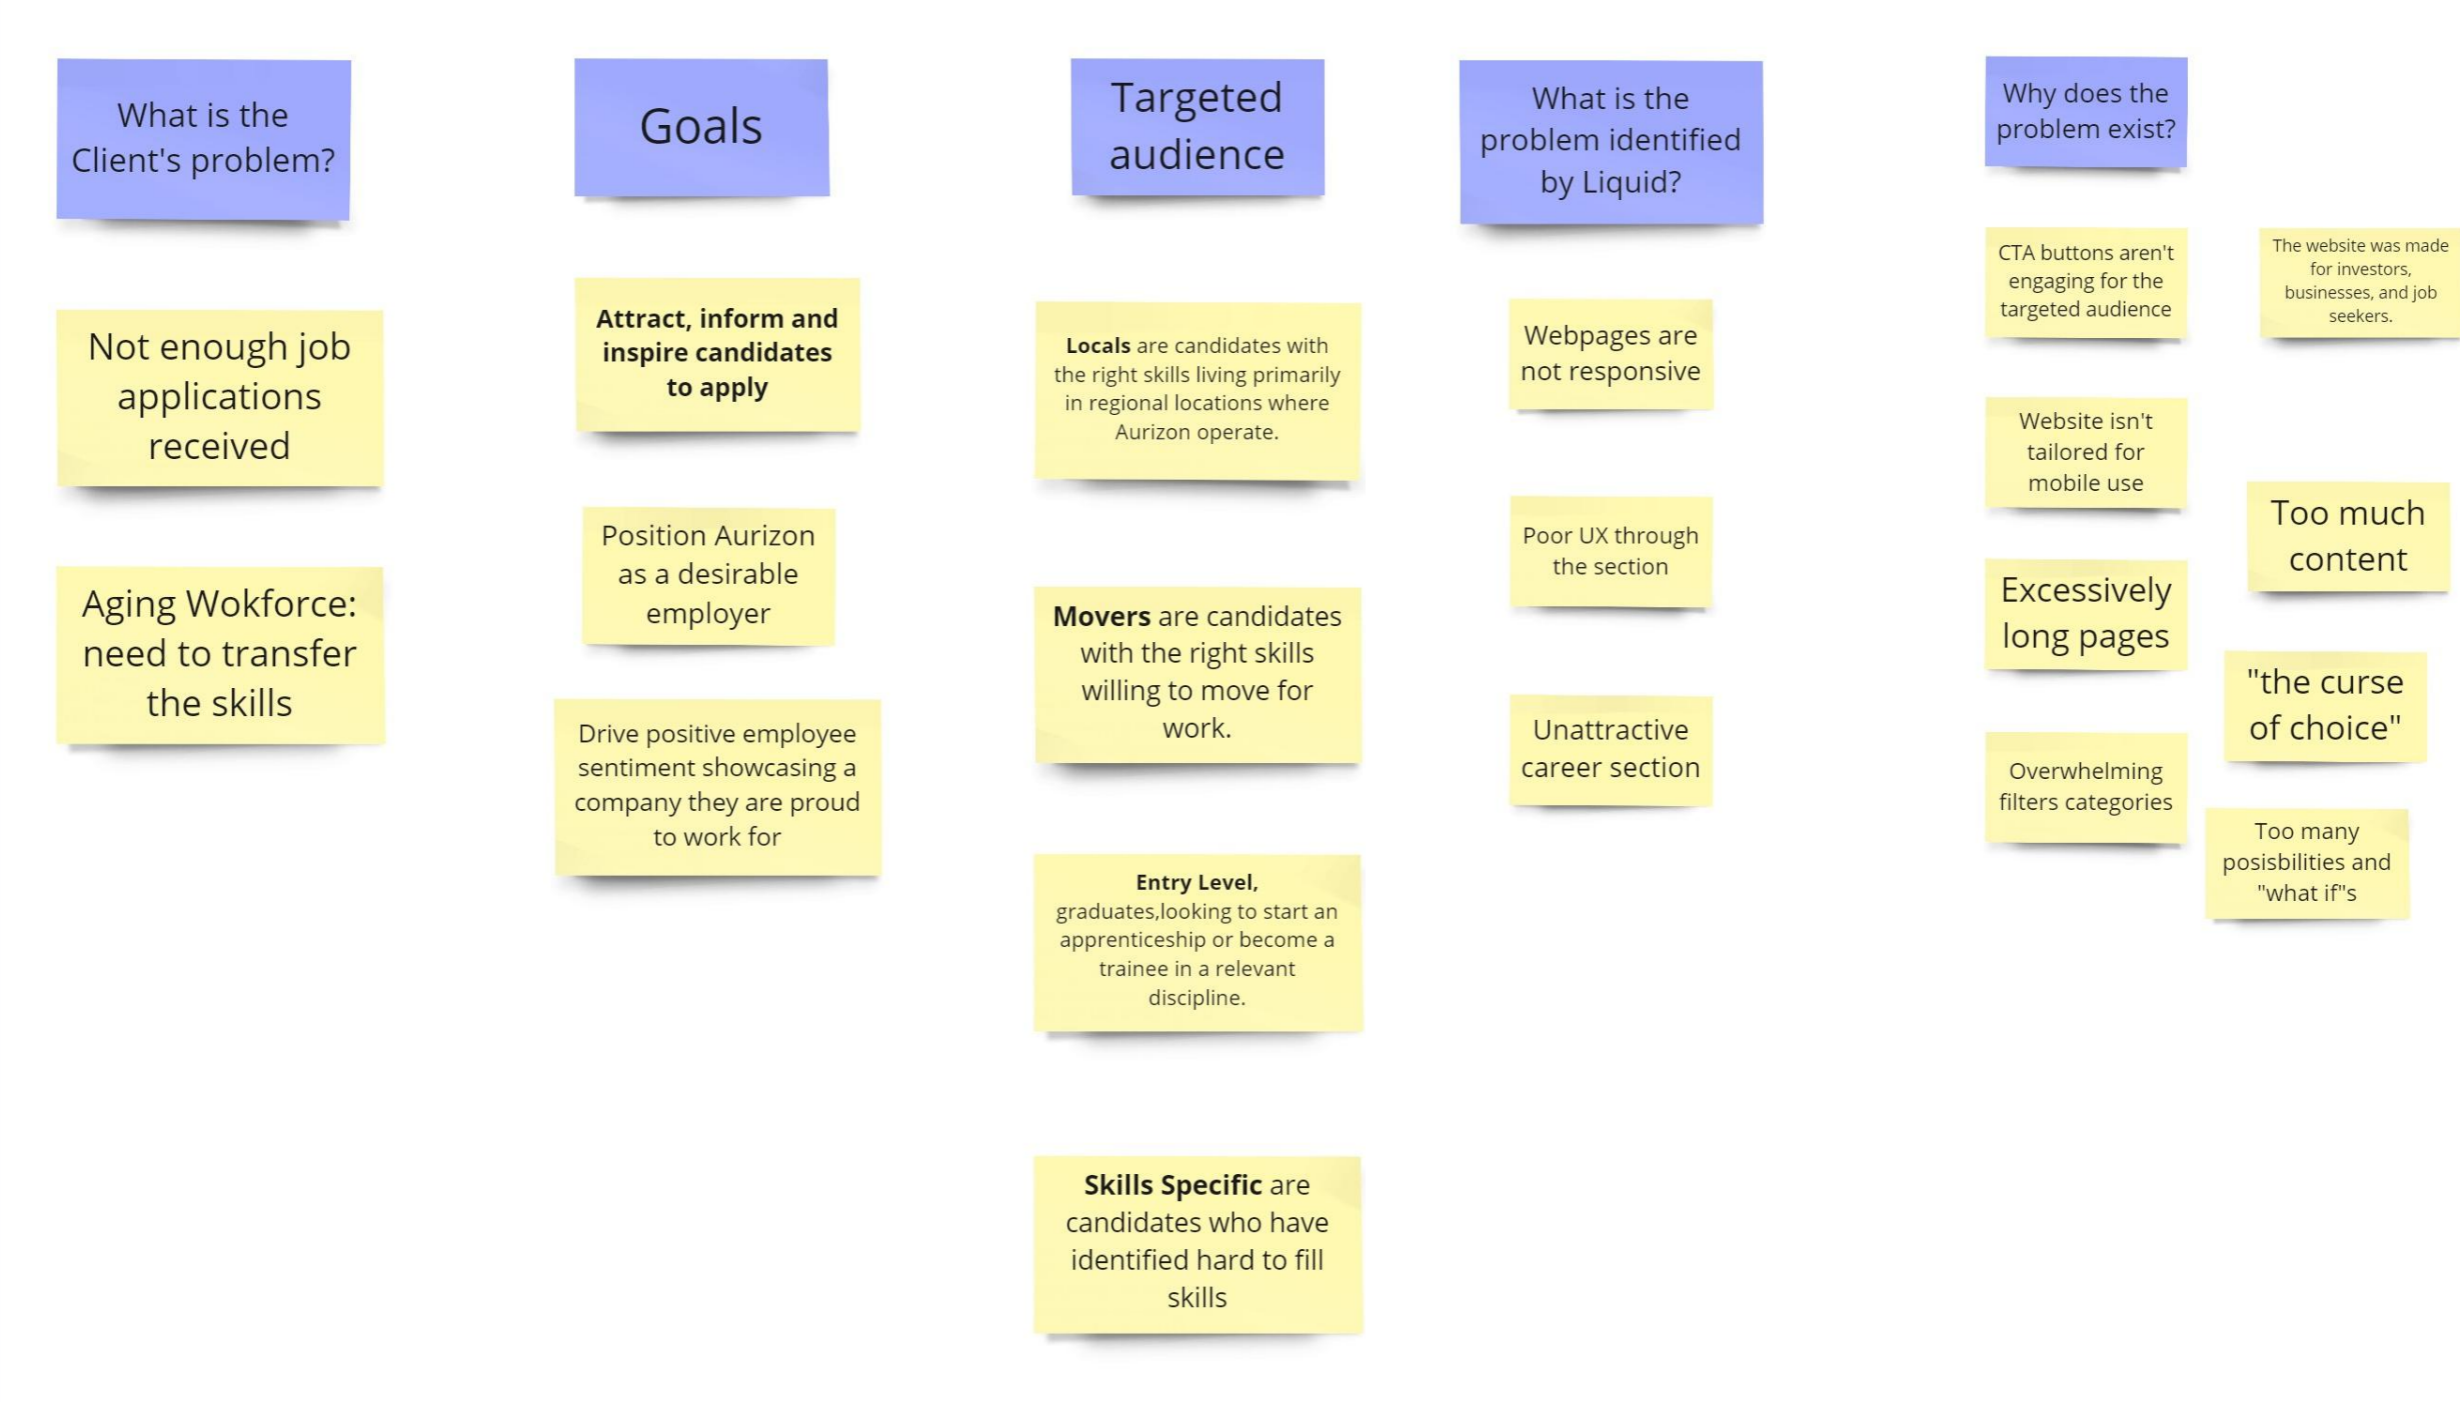 What is the
Client's problem?
Not enough job
applications
received
Aging Wokforce:
need to transfer
the skills
Goals
Attract, inform and
inspire candidates
to apply
Position Aurizon
as a desirable
employer
Drive positive employee
sentiment showcasing a
company they are proud
to work for
Targeted
audience
Locals are candidates with
the right skills living primarily
in regional locations where
Aurizon operate.
Movers are candidates
with the right skills
willing to move for
work.
Entry Level,
graduates,looking to start an
apprenticeship or become a
trainee in a relevant
discipline.
Skills Specific are
candidates who have
identified hard to fill
skills
What is the
problem identified
by Liquid?
Webpages are
not responsive
Poor UX through
the section
Unattractive
career section
Why does the
problem exist?
CTA buttons aren't
engaging for the
targeted audience
Website isn't
tailored for
mobile use
Excessively
long pages
Overwhelming
filters categories
The website was made
for investors,
businesses, and job
seekers.
Too much
content
"the curse
of choice"
Too many
posisbilities and
"what if"s